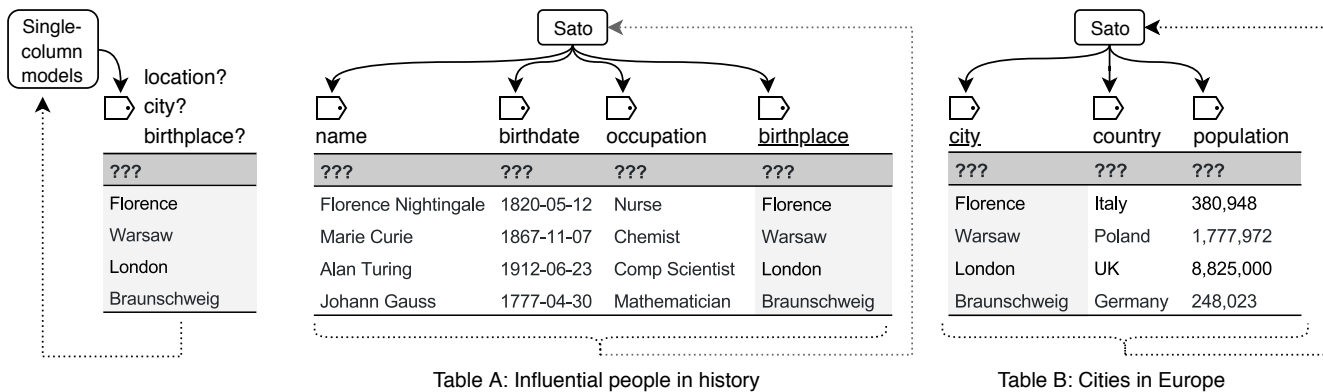 Single-
column
models
location?
city?
birthplace?
???
Florence
Warsaw
London
Braunschweig
Sato
name birthdate occupation birthplace
??? ??? ??? ???
Florence Nightingale 1820-05-12 Nurse Florence
Marie Curie 1867-11-07 Chemist Warsaw
Alan Turing 1912-06-23 Comp Scientist London
Johann Gauss 1777-04-30 Mathematician Braunschweig
Table A: Influential people in history
Sato
city country population
??? ??? ???
Florence Italy 380,948
Warsaw Poland 1,777,972
London UK 8,825,000
Braunschweig Germany 248,023
Table B: Cities in Europe